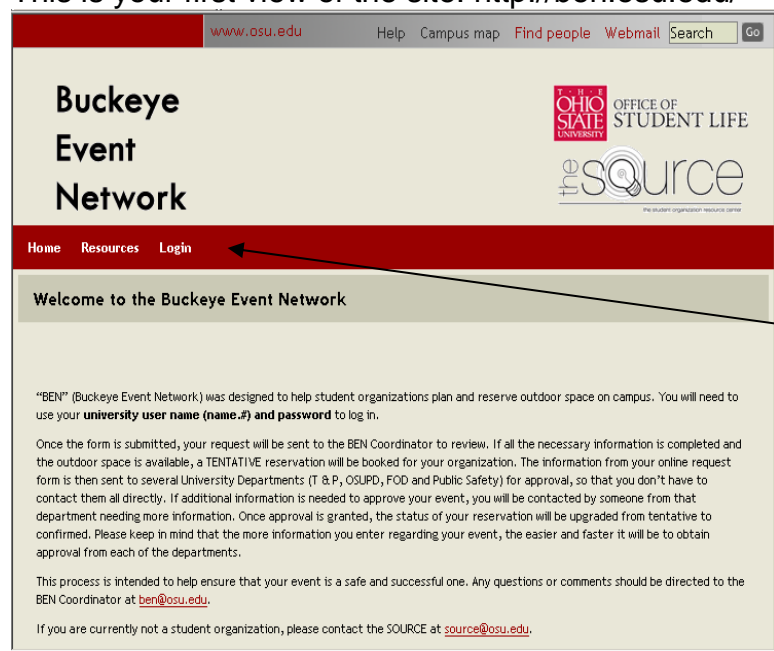 This is your first view of the site: http://ben.osu.edu/
www.osu.edu Help Campus map Find people Webmail Search Go
Buckeye
Event
Network
T · H · E
OHIO
STATE
UNIVERSITY
OFFICE OF
STUDENT LIFE
the SOURCE
the student organization resource center
Home Resources Login
Welcome to the Buckeye Event Network
“BEN” (Buckeye Event Network) was designed to help student organizations plan and reserve outdoor space on campus. You will need to
use your university user name (name.#) and password to log in.
Once the form is submitted, your request will be sent to the BEN Coordinator to review. If all the necessary information is completed and
the outdoor space is available, a TENTATIVE reservation will be booked for your organization. The information from your online request
form is then sent to several University Departments (T & P, OSUPD, FOD and Public Safety) for approval, so that you don't have to
contact them all directly. If additional information is needed to approve your event, you will be contacted by someone from that
department needing more information. Once approval is granted, the status of your reservation will be upgraded from tentative to
confirmed. Please keep in mind that the more information you enter regarding your event, the easier and faster it will be to obtain
approval from each of the departments.
This process is intended to help ensure that your event is a safe and successful one. Any questions or comments should be directed to the
BEN Coordinator at ben@osu.edu.
If you are currently not a student organization, please contact the SOURCE at source@osu.edu.